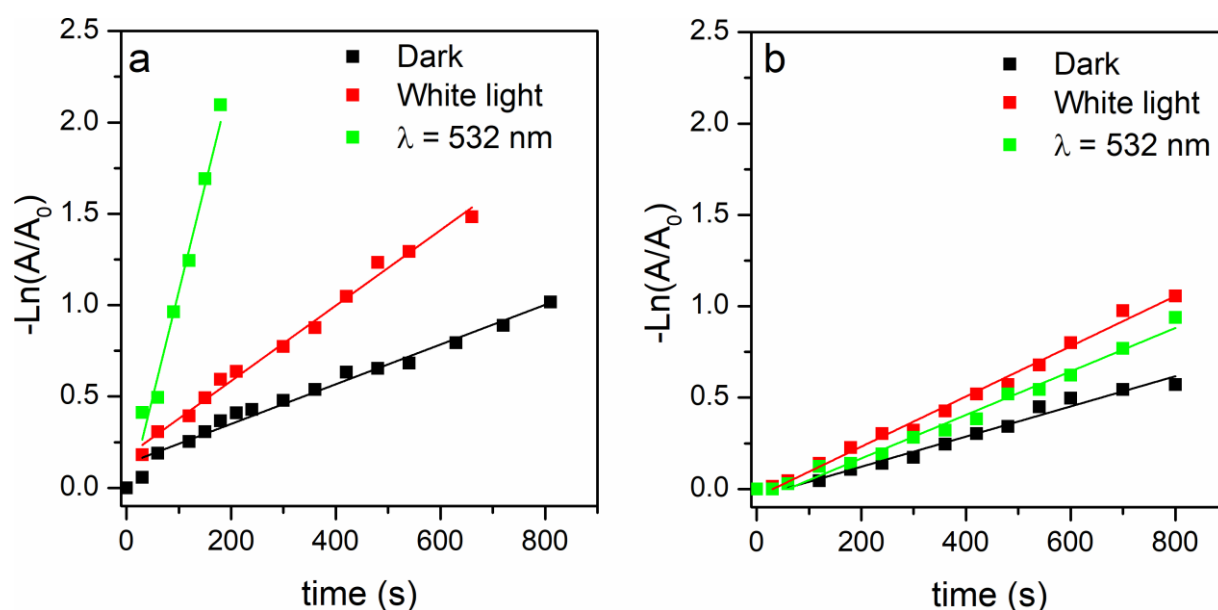 a
Dark
White light
λ = 532 nm
-Ln(A/A₀)
2.5
2.0
1.5
1.0
0.5
0.0
0 200 400 600 800
time (s)
b
Dark
White light
λ = 532 nm
-Ln(A/A₀)
2.5
2.0
1.5
1.0
0.5
0.0
0 200 400 600 800
time (s)